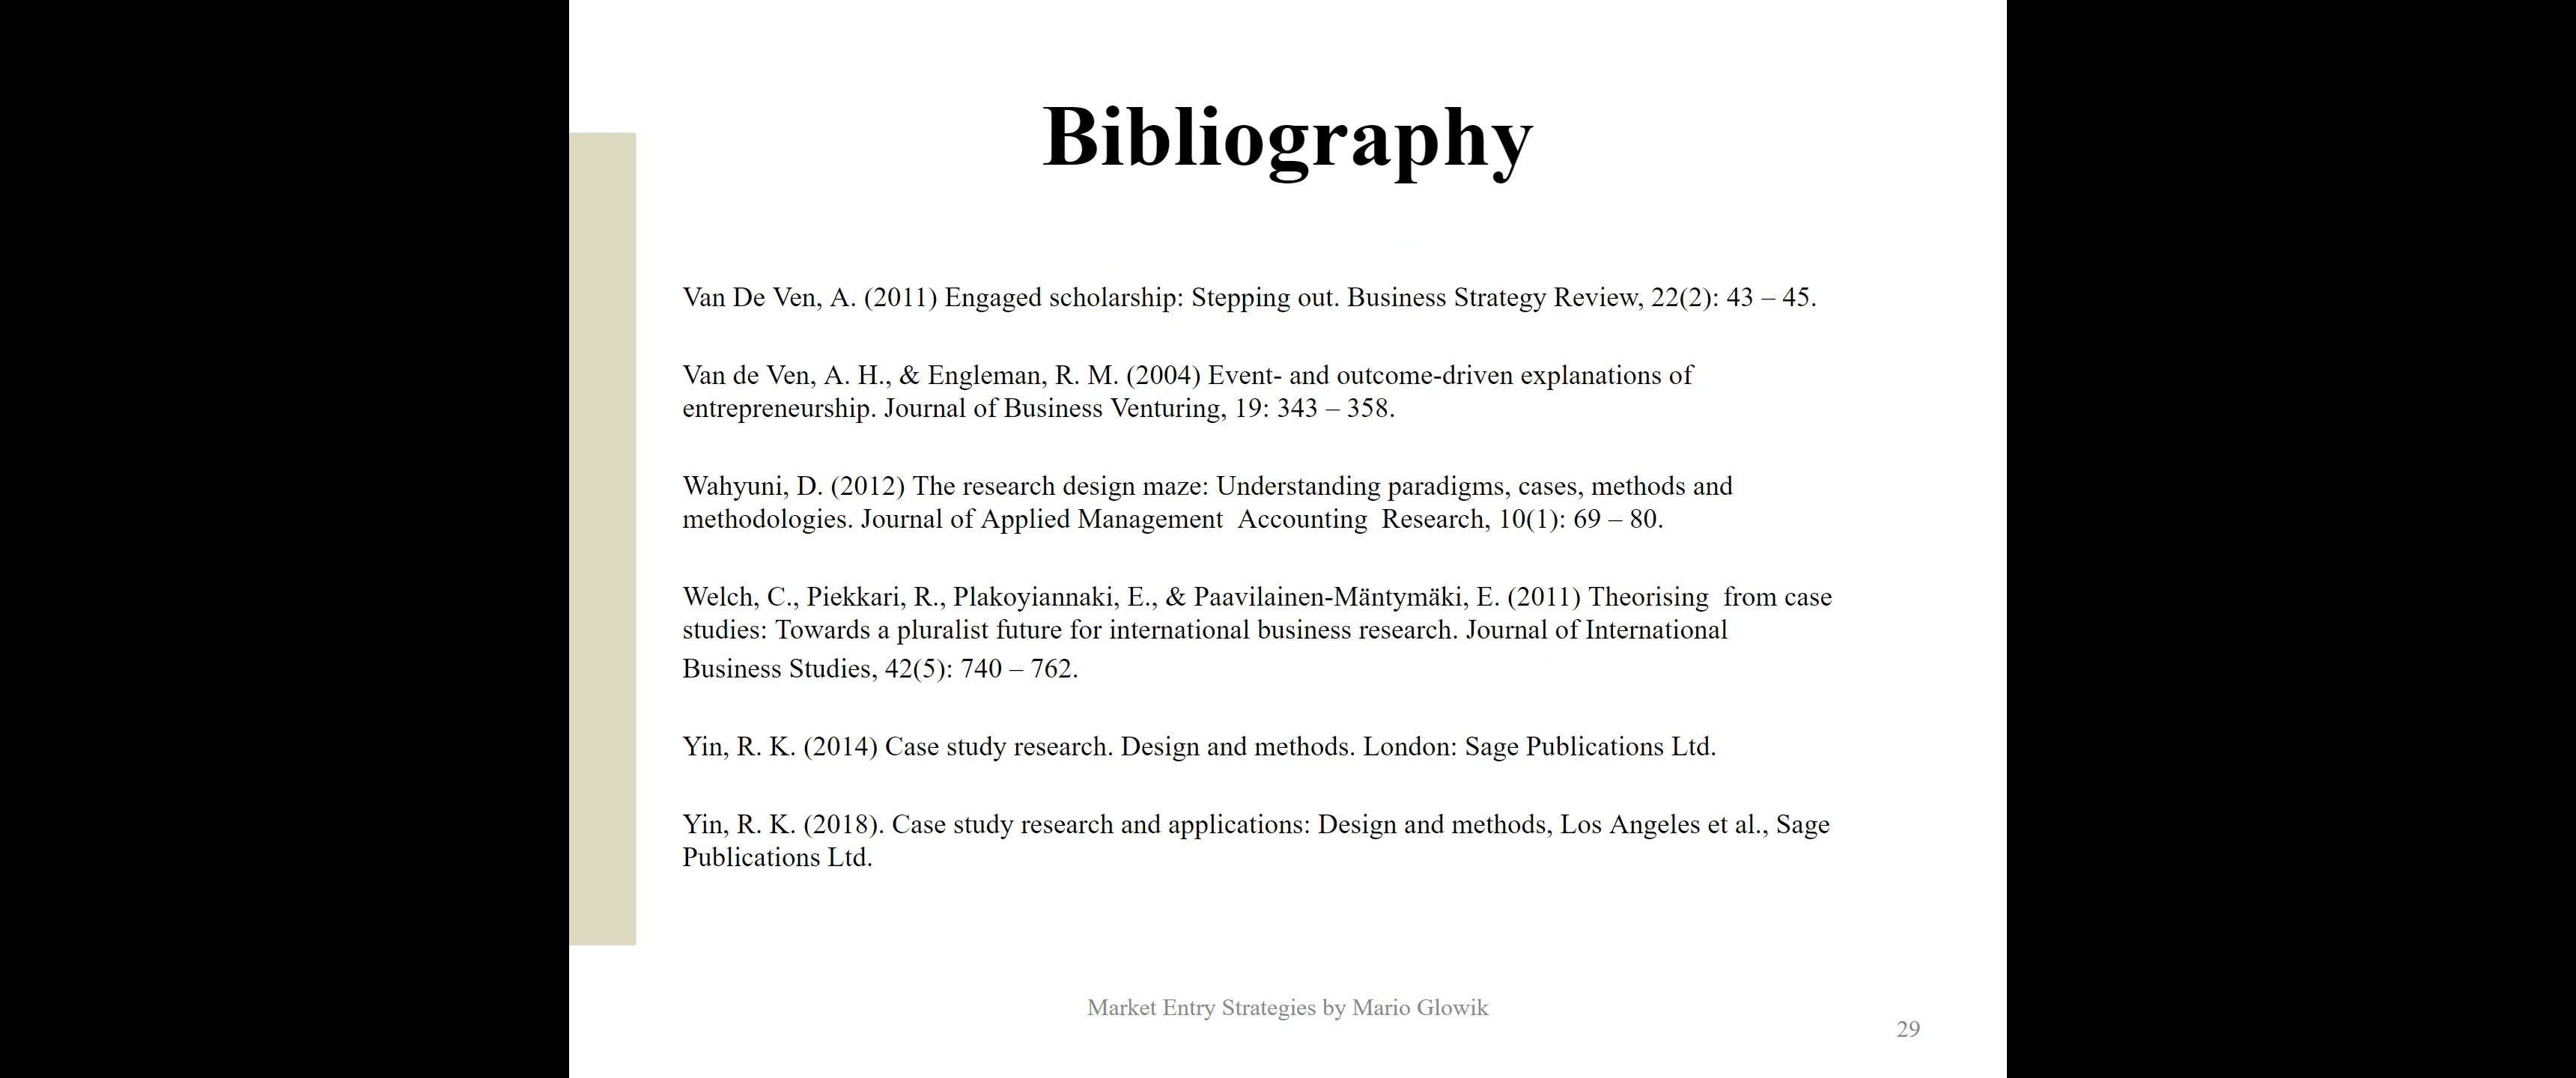 Bibliography
Van De Ven, A. (2011) Engaged scholarship: Stepping out. Business Strategy Review, 22(2): 43 – 45.
Van de Ven, A. H., & Engleman, R. M. (2004) Event- and outcome-driven explanations of
entrepreneurship. Journal of Business Venturing, 19: 343 – 358.
Wahyuni, D. (2012) The research design maze: Understanding paradigms, cases, methods and
methodologies. Journal of Applied Management  Accounting  Research, 10(1): 69 – 80.
Welch, C., Piekkari, R., Plakoyiannaki, E., & Paavilainen-Mäntymäki, E. (2011) Theorising  from case
studies: Towards a pluralist future for international business research. Journal of International
Business Studies, 42(5): 740 – 762.
Yin, R. K. (2014) Case study research. Design and methods. London: Sage Publications Ltd.
Yin, R. K. (2018). Case study research and applications: Design and methods, Los Angeles et al., Sage
Publications Ltd.
Market Entry Strategies by Mario Glowik
29